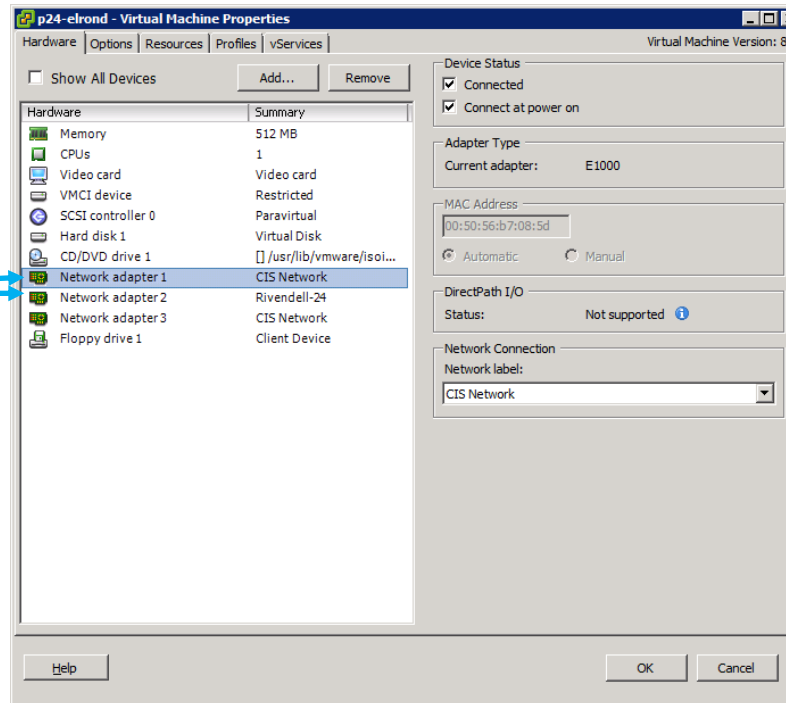 p24-elrond - Virtual Machine Properties
Hardware Options Resources Profiles vServices Virtual Machine Version: 8
Show All Devices Add... Remove
Hardware Summary
Memory 512 MB
CPUs 1
Video card Video card
VMCI device Restricted
SCSI controller 0 Paravirtual
Hard disk 1 Virtual Disk
CD/DVD drive 1 [] /usr/lib/vmware/isoi...
Network adapter 1 CIS Network
Network adapter 2 Rivendell-24
Network adapter 3 CIS Network
Floppy drive 1 Client Device
Device Status
Connected
Connect at power on
Adapter Type
Current adapter: E1000
MAC Address
00:50:56:b7:08:5d
Automatic Manual
DirectPath I/O
Status: Not supported
Network Connection
Network label:
CIS Network
Help OK Cancel